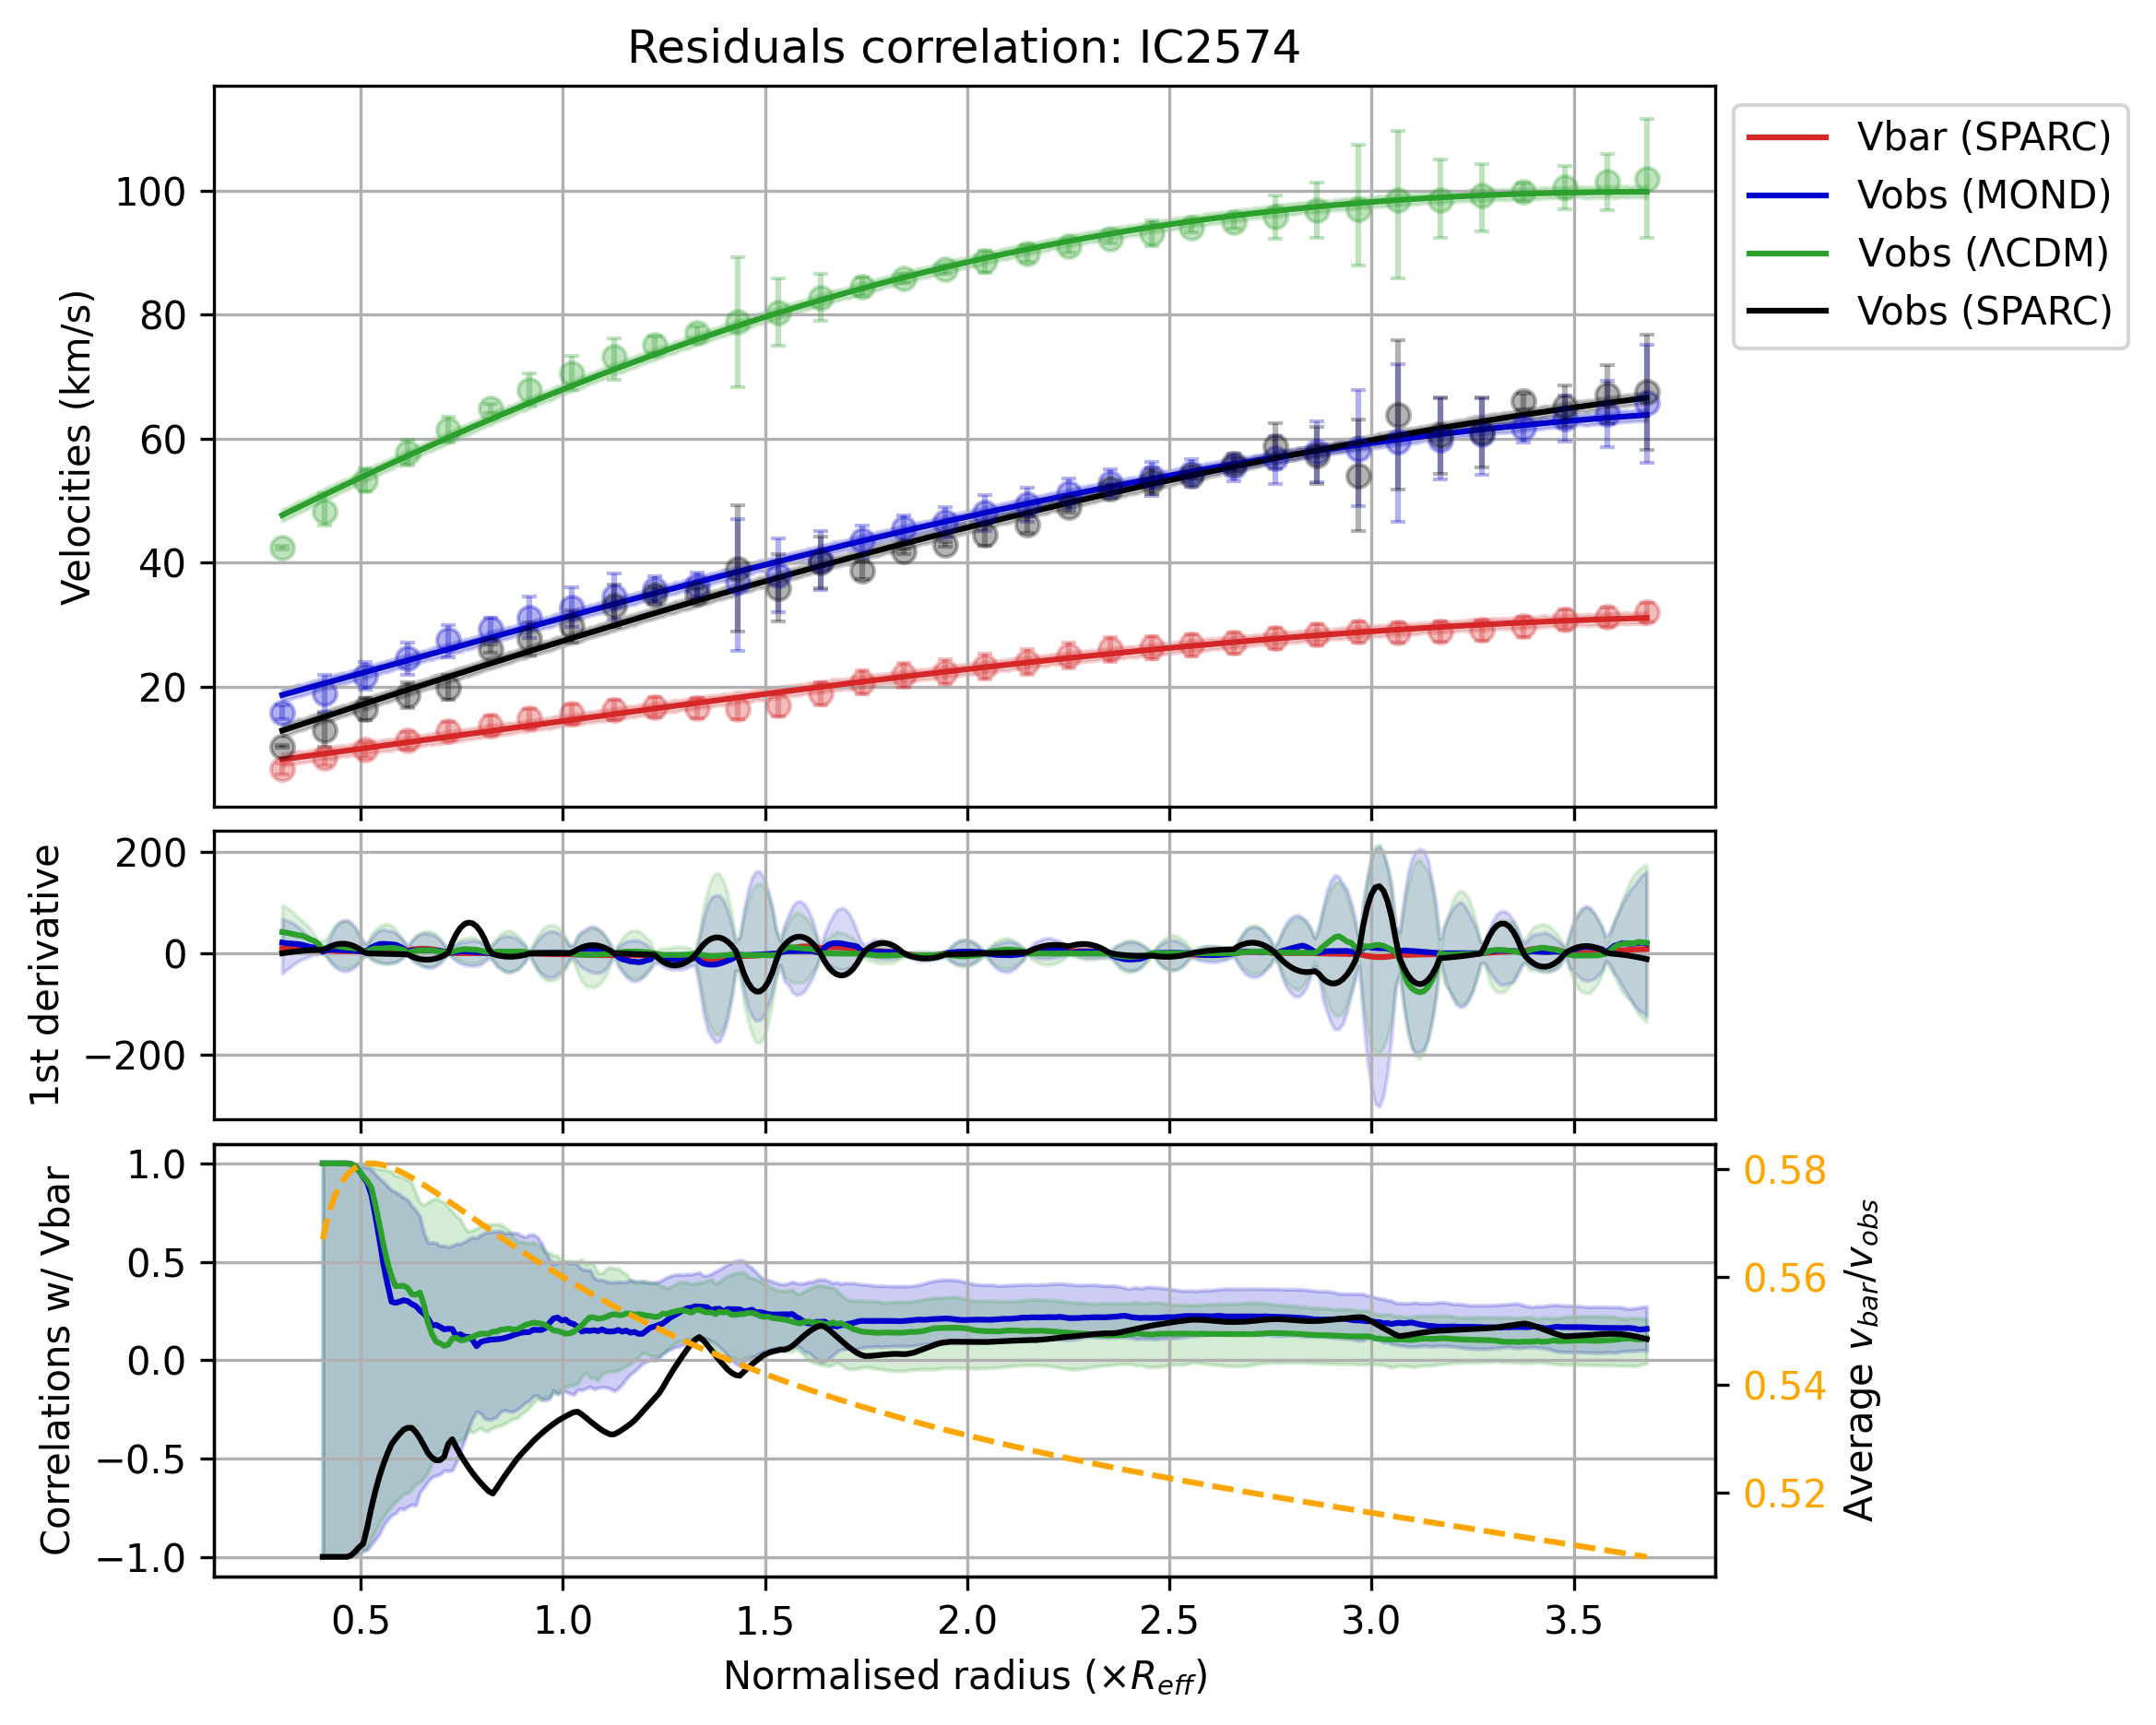 Residuals correlation: IC2574
Velocities (km/s)
100
80
60
40
20
Vbar (SPARC)
Vobs (MOND)
Vobs (ΛCDM)
Vobs (SPARC)
1st derivative
200
0
−200
Correlations w/ Vbar
1.0
0.5
0.0
−0.5
−1.0
0.58
0.56
0.54
0.52
Average v_bar/v_obs
0.5 1.0 1.5 2.0 2.5 3.0 3.5
Normalised radius (×R_eff)